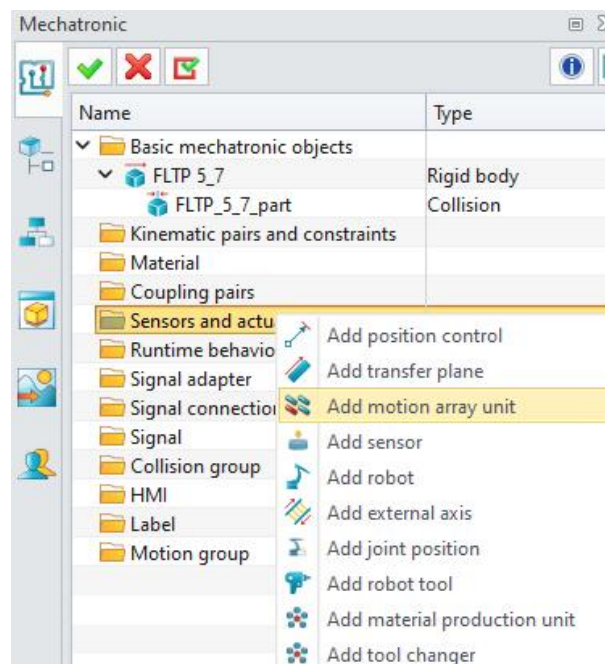 Mechatronic
Name Type
Basic mechatronic objects
FLTP 5_7 Rigid body
FLTP_5_7_part Collision
Kinematic pairs and constraints
Material
Coupling pairs
Sensors and actu
Runtime behavio
Signal adapter
Signal connection
Signal
Collision group
HMI
Label
Motion group
Add position control
Add transfer plane
Add motion array unit
Add sensor
Add robot
Add external axis
Add joint position
Add robot tool
Add material production unit
Add tool changer